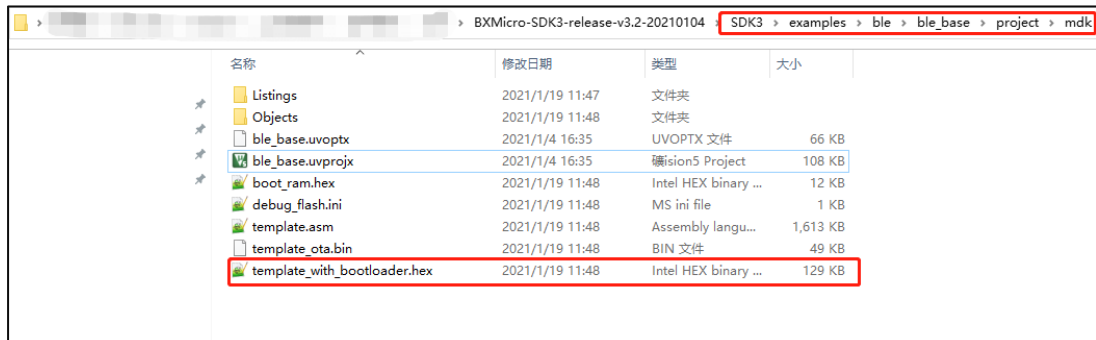 BXMicro-SDK3-release-v3.2-20210104 › SDK3 › examples › ble › ble_base › project › mdk
名称 修改日期 类型 大小
Listings 2021/1/19 11:47 文件夹
Objects 2021/1/19 11:48 文件夹
ble_base.uvoptx 2021/1/4 16:35 UVOPTX 文件 66 KB
ble_base.uvprojx 2021/1/4 16:35 礦ision5 Project 108 KB
boot_ram.hex 2021/1/19 11:48 Intel HEX binary ... 12 KB
debug_flash.ini 2021/1/19 11:48 MS ini file 1 KB
template.asm 2021/1/19 11:48 Assembly langu... 1,613 KB
template_ota.bin 2021/1/19 11:48 BIN 文件 49 KB
template_with_bootloader.hex 2021/1/19 11:48 Intel HEX binary ... 129 KB